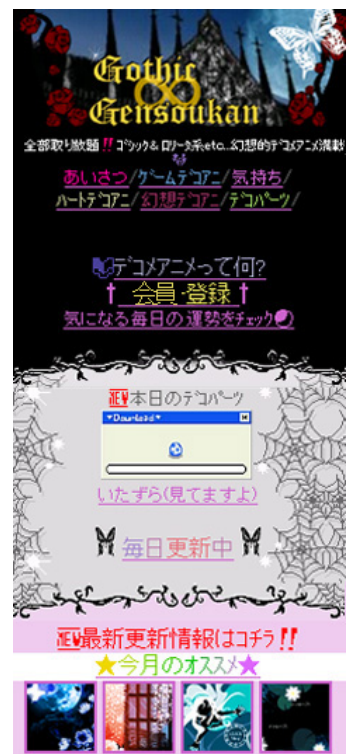 Gothic
Gensoukan
全部取り放題!!ゴシック&ロリータ系etc...幻想的デコメアニメ満載
あいさつ/ゲームデコアニ/気持ち/
ハートデコアニ/幻想デコアニ/デコパーツ/
デコメアニメって何?
†会員登録†
気になる毎日の運勢をチェック
NEW本日のデコパーツ
▼Download▼
いたずら(見てますよ)
毎日更新中
NEW最新更新情報はコチラ!!
★今月のオススメ★